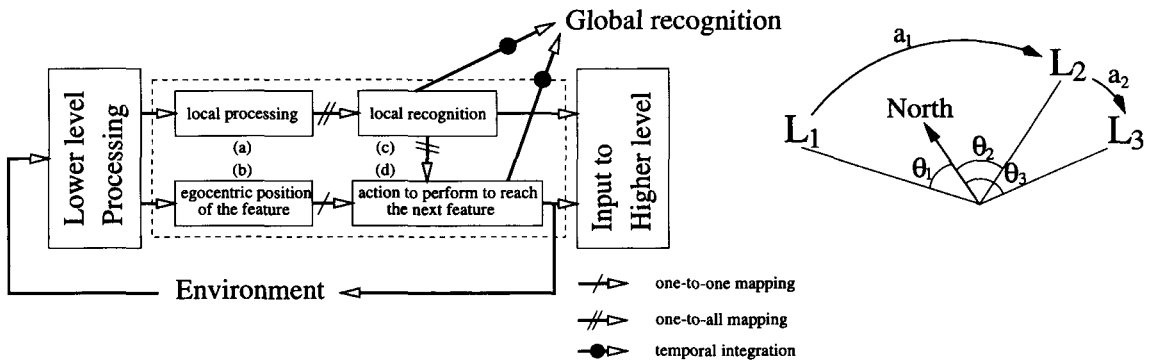 Global recognition
Lower level
Processing
local processing
local recognition
(a)
(b)
(c)
(d)
egocentric position
of the feature
action to perform to reach
the next feature
Input to
Higher level
Environment
one-to-one mapping
one-to-all mapping
temporal integration
a₁
L₂
a₂
L₁
North
L₃
θ₁
θ₂
θ₃